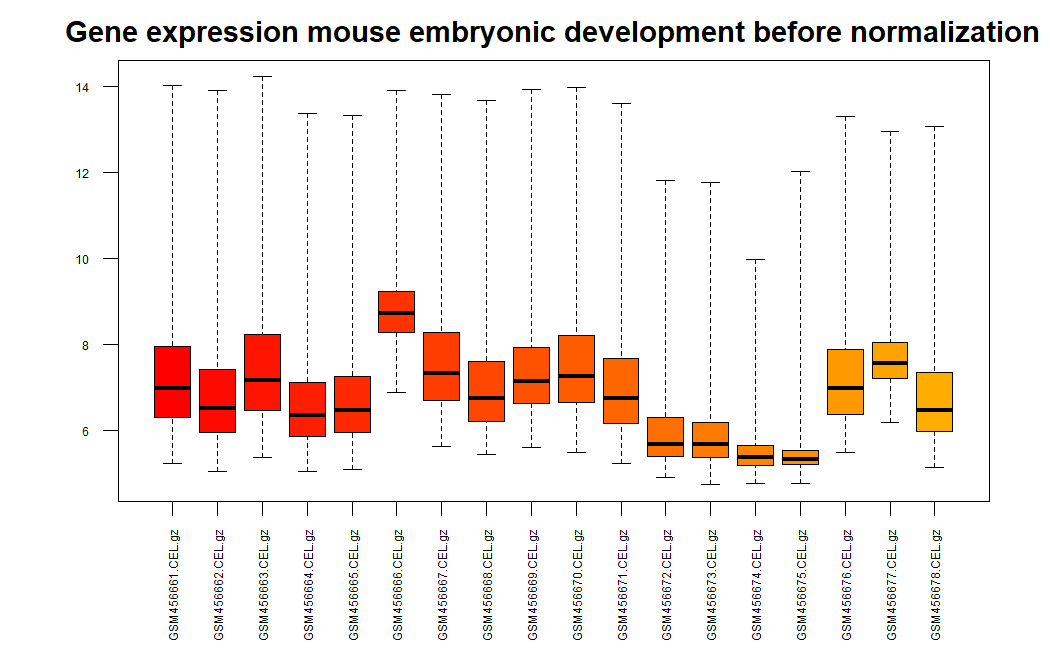 Gene expression mouse embryonic development before normalization
14
12
10
8
6
GSM456661.CEL.gz
GSM456662.CEL.gz
GSM456663.CEL.gz
GSM456664.CEL.gz
GSM456665.CEL.gz
GSM456666.CEL.gz
GSM456667.CEL.gz
GSM456668.CEL.gz
GSM456669.CEL.gz
GSM456670.CEL.gz
GSM456671.CEL.gz
GSM456672.CEL.gz
GSM456673.CEL.gz
GSM456674.CEL.gz
GSM456675.CEL.gz
GSM456676.CEL.gz
GSM456677.CEL.gz
GSM456678.CEL.gz